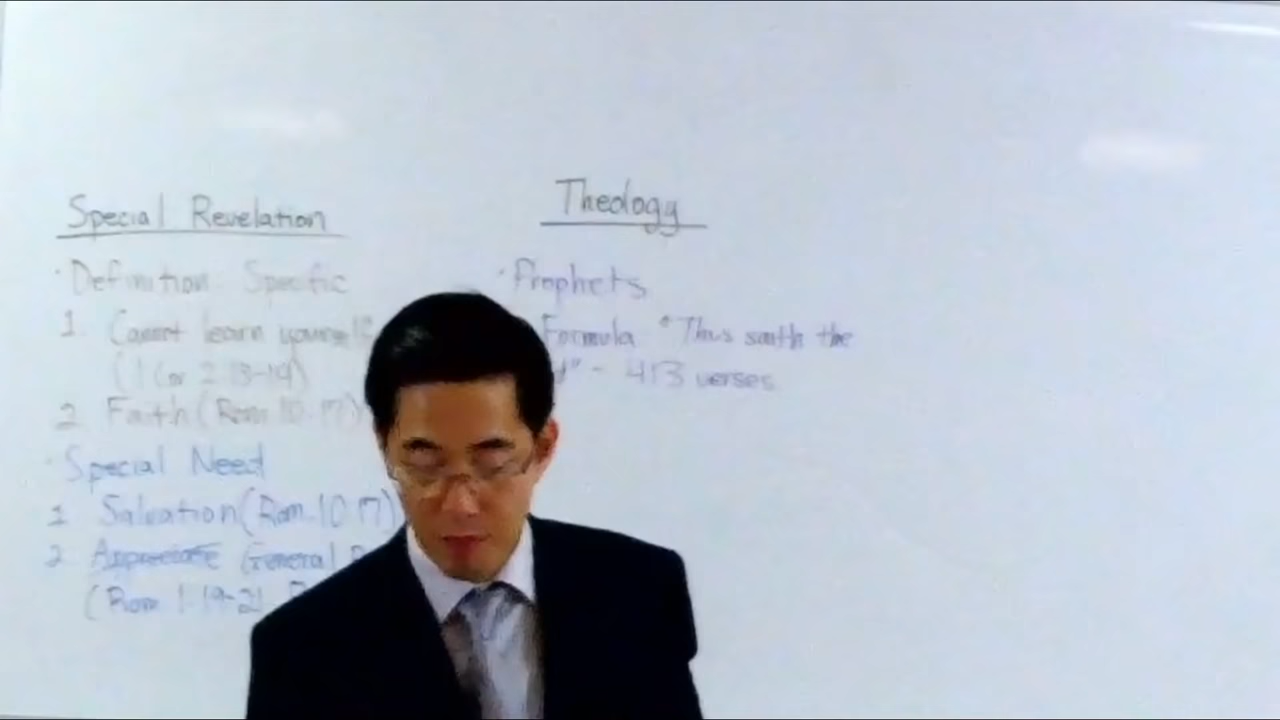 Special Revelation
· Definition: Specific
1. Cannot learn yourself
(1 Cor 2:13-14)
2 Faith (Rom 10:17)
· Special Need
1 Salvation (Rom 10:17)
2 Appreciate General
(Rom 1:19-21
Theology
· Prophets
Formula "Thus saith the
d" - 413 verses